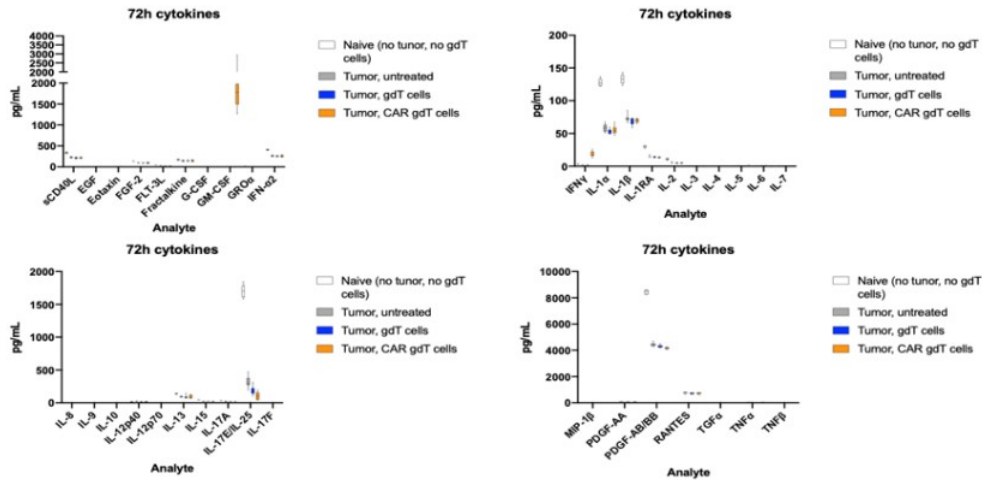 72h cytokines
4000
3500
3000
2500
2000
2000
1500
1000
500
0
pg/mL
sCD40L
EGF
Eotaxin
FGF-2
FLT-3L
Fractalkine
G-CSF
GM-CSF
GROα
IFN-α2
Analyte
Naive (no tunor, no gdT
cells)
Tumor, untreated
Tumor, gdT cells
Tumor, CAR gdT cells
72h cytokines
200
150
100
50
0
pg/mL
IFNγ
IL-1α
IL-1β
IL-1RA
IL-2
IL-3
IL-4
IL-5
IL-6
IL-7
Analyte
Naive (no tunor, no gdT
cells)
Tumor, untreated
Tumor, gdT cells
Tumor, CAR gdT cells
72h cytokines
2000
1500
1000
500
0
pg/mL
IL-8
IL-9
IL-10
IL-12p40
IL-12p70
IL-13
IL-15
IL-17A
IL-17E/IL-25
IL-17F
Analyte
Naive (no tunor, no gdT
cells)
Tumor, untreated
Tumor, gdT cells
Tumor, CAR gdT cells
72h cytokines
10000
8000
6000
4000
2000
0
pg/mL
MIP-1β
PDGF-AA
PDGF-AB/BB
RANTES
TGFα
TNFα
TNFβ
Analyte
Naive (no tunor, no gdT
cells)
Tumor, untreated
Tumor, gdT cells
Tumor, CAR gdT cells